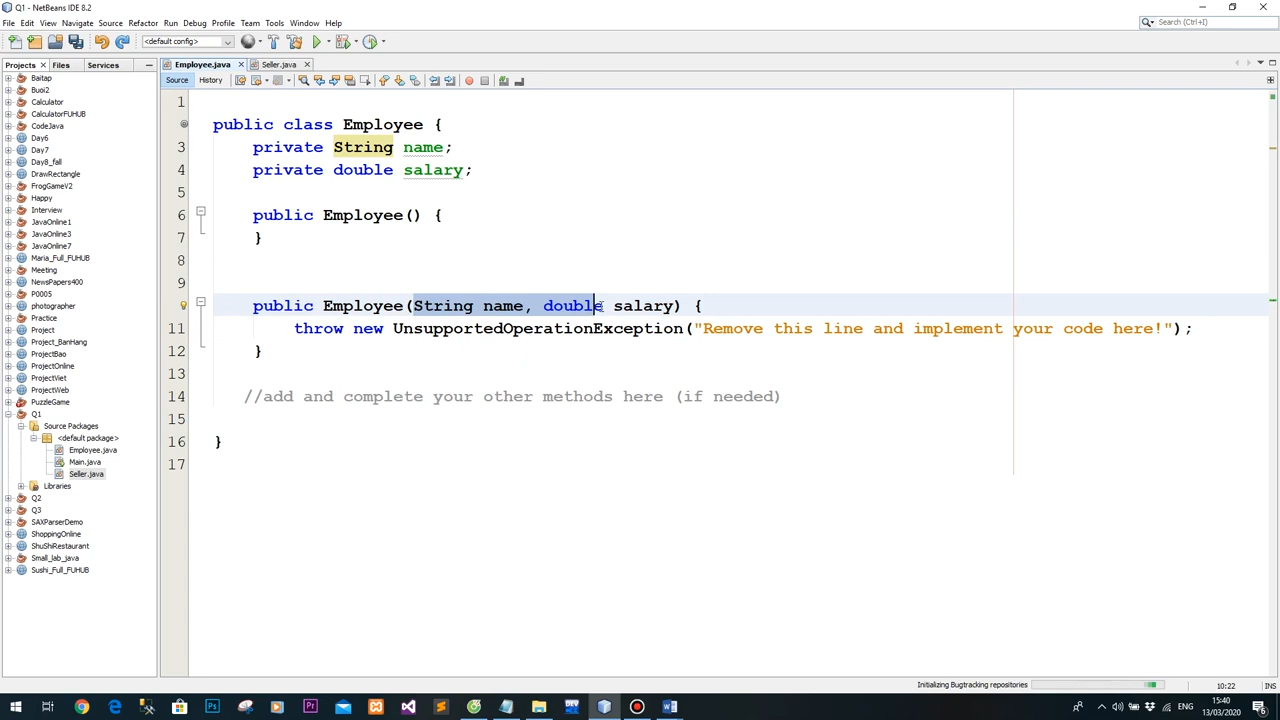 Q1 - NetBeans IDE 8.2
File Edit View Navigate Source Refactor Run Debug Profile Team Tools Window Help
Search (Ctrl+I)
<default config>
Projects Files Services
Employee.java Seller.java
Source History
Baitap
Buoi2
Calculator
CalculatorFUHUB
CodeJava
Day6
Day7
Day8_fall
DrawRectangle
FrogGameV2
Happy
Interview
JavaOnline1
JavaOnline3
JavaOnline7
Maria_Full_FUHUB
Meeting
NewsPapers400
P0005
photographer
Practice
Project
Project_BanHang
ProjectBao
ProjectOnline
ProjectViet
ProjectWeb
PuzzleGame
Q1
Source Packages
<default package>
Employee.java
Main.java
Seller.java
Libraries
Q2
Q3
SAXParserDemo
ShoppingOnline
ShuShiRestaurant
Small_lab_java
Sushi_Full_FUHUB
1
public class Employee {
3 private String name;
4 private double salary;
5
6 public Employee() {
7 }
8
9
public Employee(String name, double salary) {
11 throw new UnsupportedOperationException("Remove this line and implement your code here!");
12 }
13
14 //add and complete your other methods here (if needed)
15
16 }
17
Initializing Bugtracking repositories
10:22 INS
15:40
13/03/2020